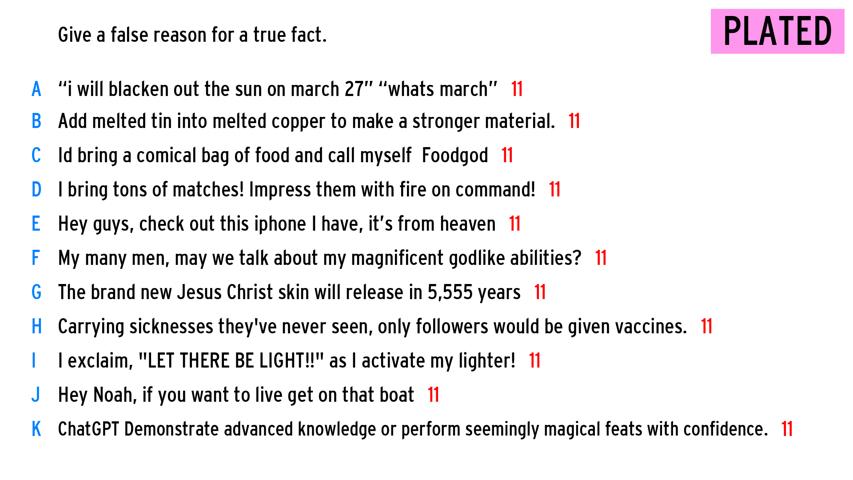 Give a false reason for a true fact.
PLATED
A “i will blacken out the sun on march 27” “whats march” 11
B Add melted tin into melted copper to make a stronger material. 11
C Id bring a comical bag of food and call myself  Foodgod 11
D I bring tons of matches! Impress them with fire on command! 11
E Hey guys, check out this iphone I have, it’s from heaven 11
F My many men, may we talk about my magnificent godlike abilities? 11
G The brand new Jesus Christ skin will release in 5,555 years 11
H Carrying sicknesses they've never seen, only followers would be given vaccines. 11
I I exclaim, "LET THERE BE LIGHT!!" as I activate my lighter! 11
J Hey Noah, if you want to live get on that boat 11
K ChatGPT Demonstrate advanced knowledge or perform seemingly magical feats with confidence. 11